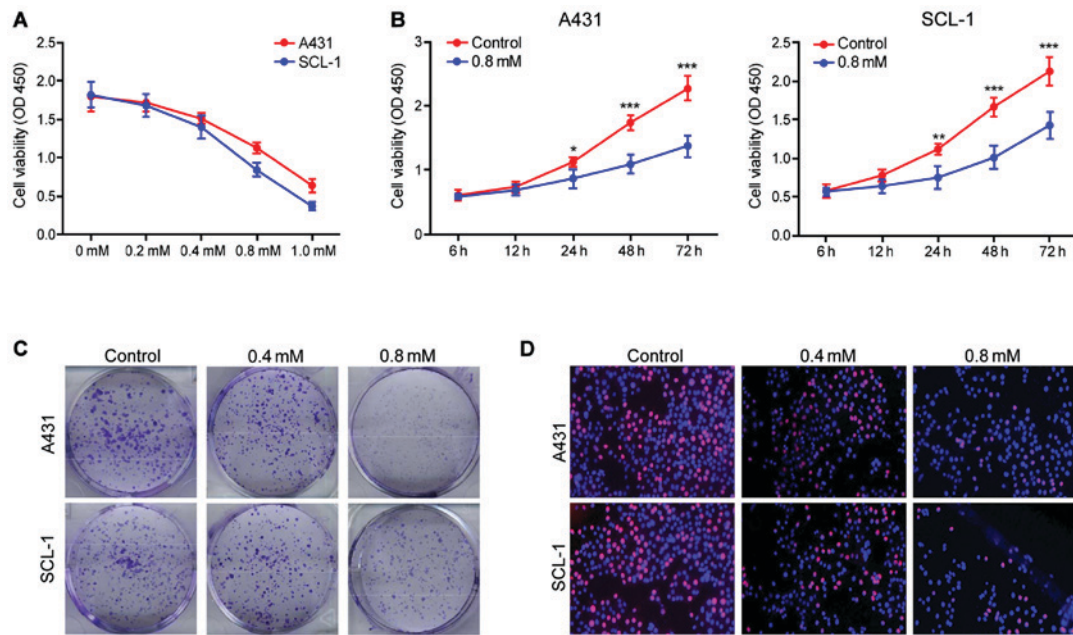 A
Cell viability (OD 450)
2.5
2.0
1.5
1.0
0.5
0.0
A431
SCL-1
0 mM
0.2 mM
0.4 mM
0.8 mM
1.0 mM
B
A431
Cell viability (OD 450)
3
2
1
0
Control
0.8 mM
*
***
***
6 h
12 h
24 h
48 h
72 h
SCL-1
Cell viability (OD 450)
2.5
2.0
1.5
1.0
0.5
0.0
Control
0.8 mM
**
***
***
6 h
12 h
24 h
48 h
72 h
C
Control
0.4 mM
0.8 mM
A431
SCL-1
D
Control
0.4 mM
0.8 mM
A431
SCL-1